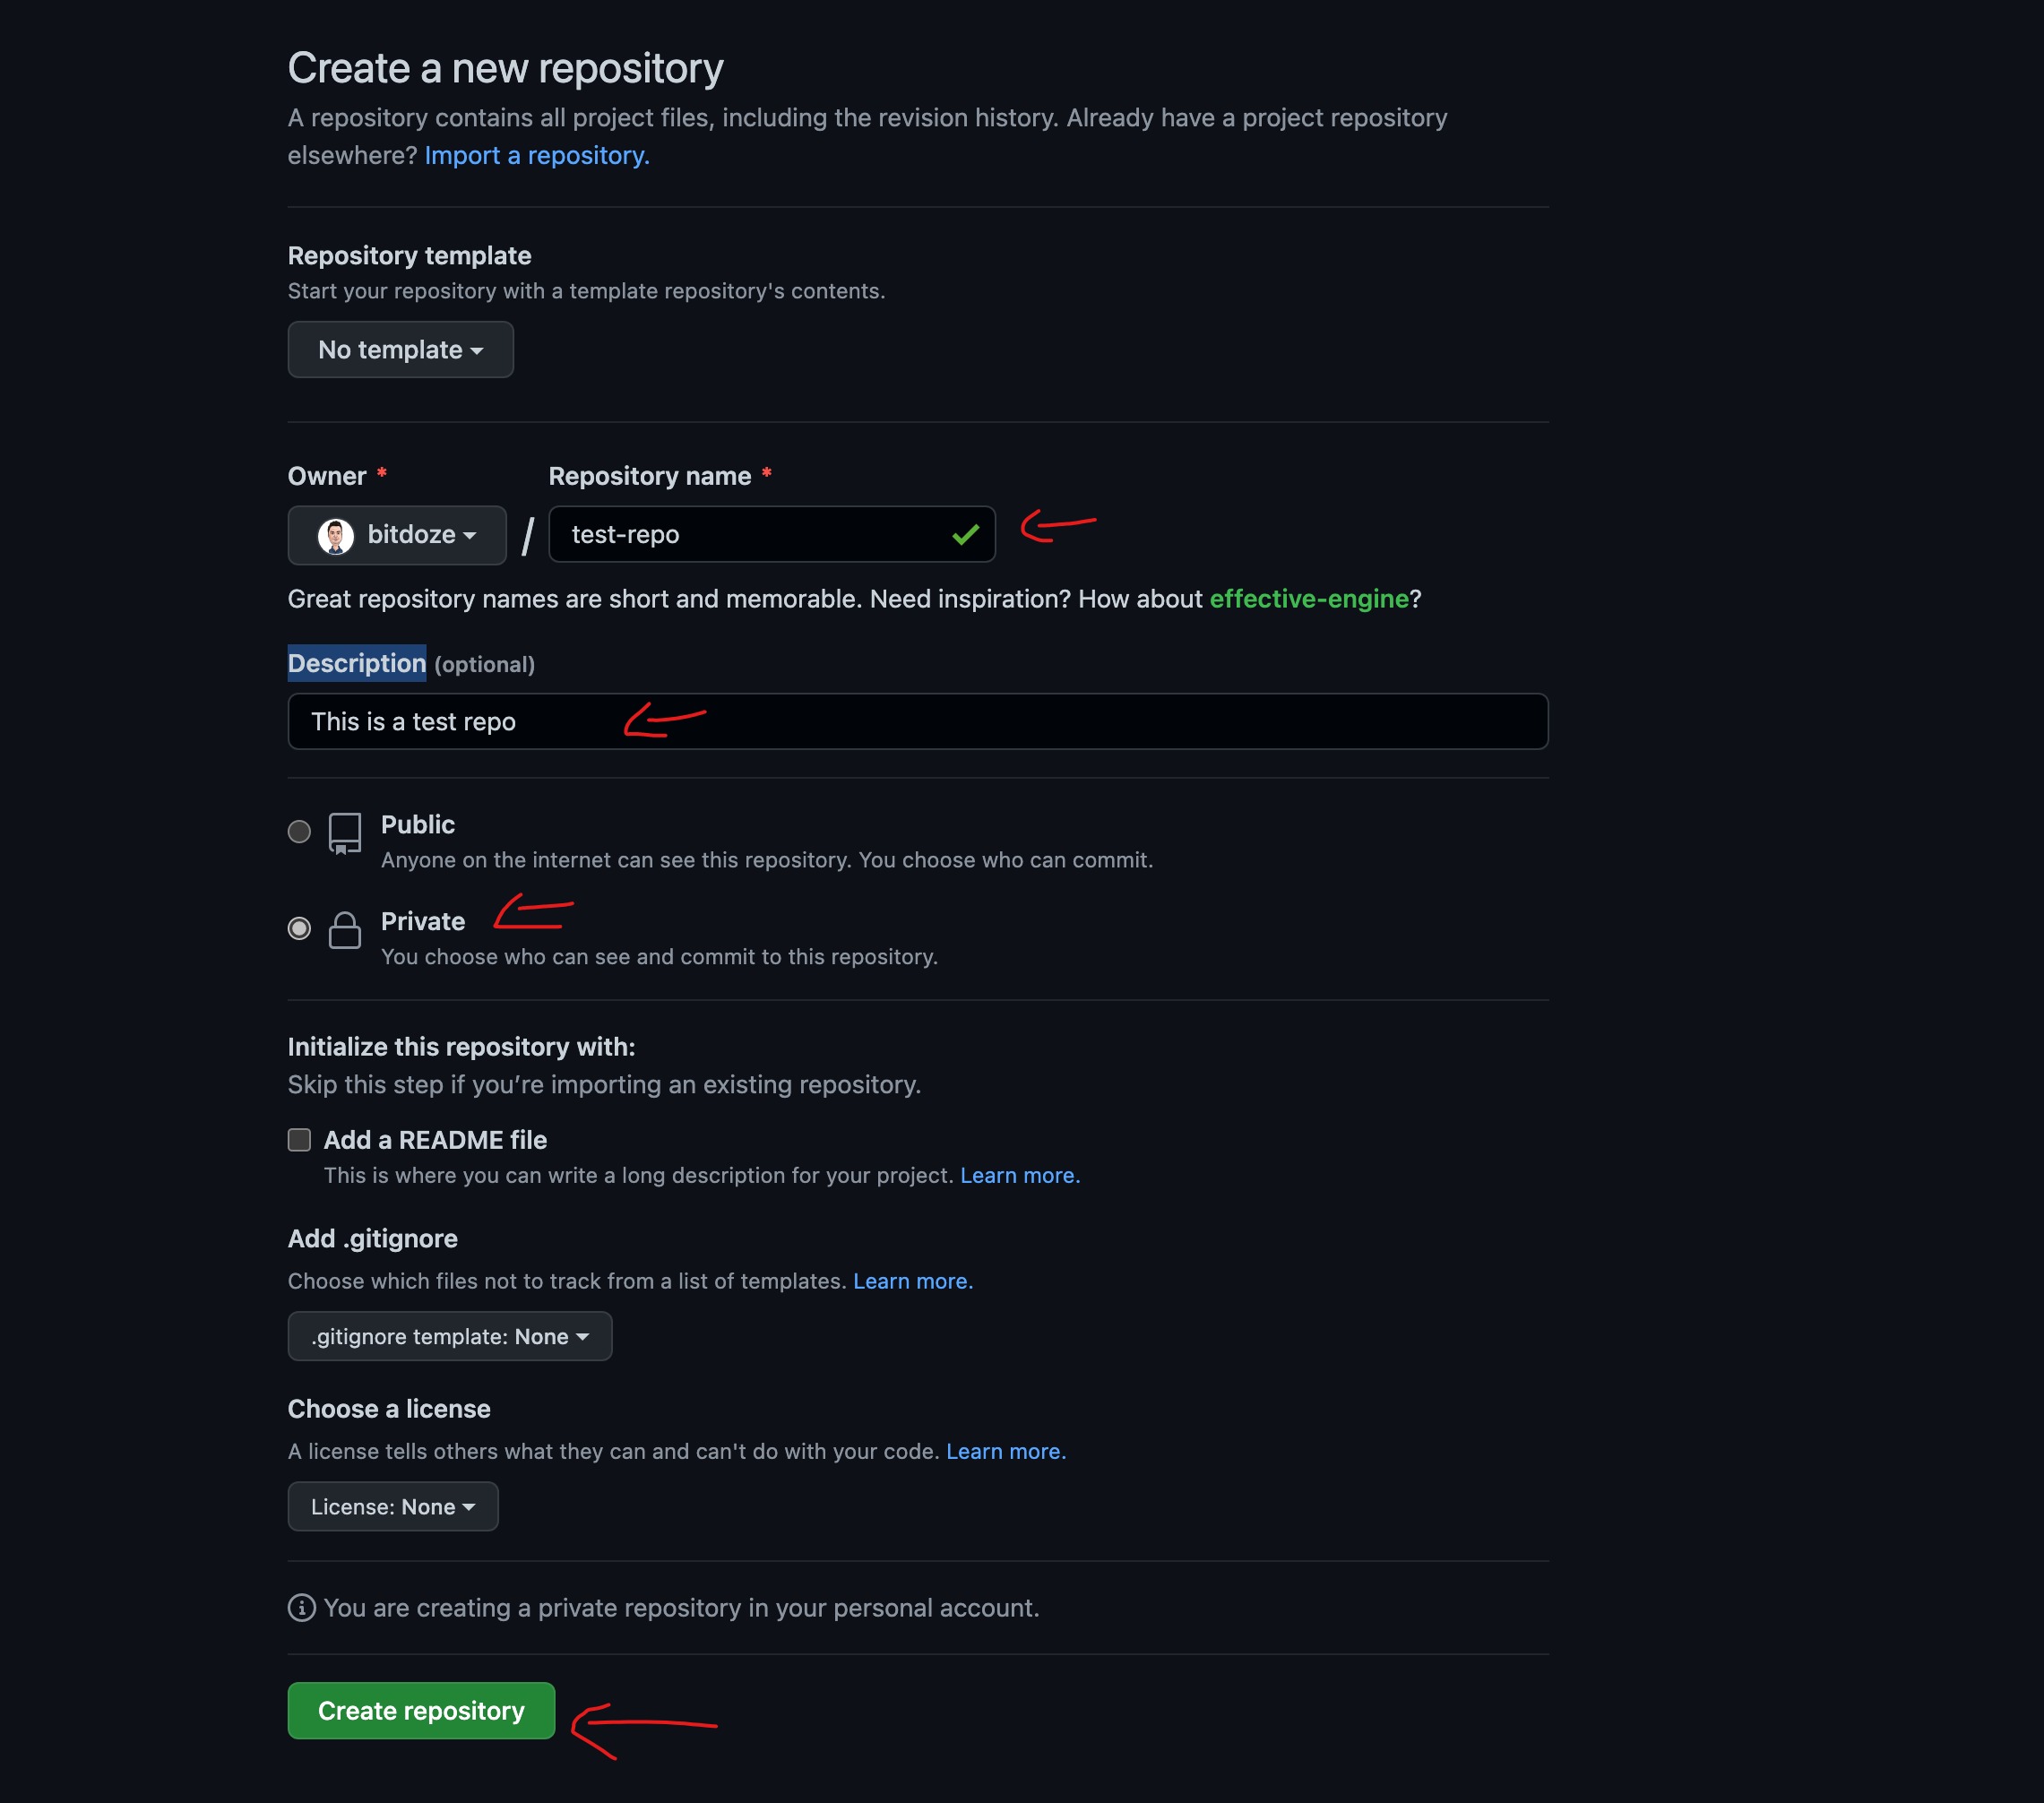 Create a new repository
A repository contains all project files, including the revision history. Already have a project repository
elsewhere? Import a repository.
Repository template
Start your repository with a template repository's contents.
No template
Owner * Repository name *
bitdoze / test-repo
Great repository names are short and memorable. Need inspiration? How about effective-engine?
Description (optional)
This is a test repo
Public
Anyone on the internet can see this repository. You choose who can commit.
Private
You choose who can see and commit to this repository.
Initialize this repository with:
Skip this step if you’re importing an existing repository.
Add a README file
This is where you can write a long description for your project. Learn more.
Add .gitignore
Choose which files not to track from a list of templates. Learn more.
.gitignore template: None
Choose a license
A license tells others what they can and can't do with your code. Learn more.
License: None
You are creating a private repository in your personal account.
Create repository